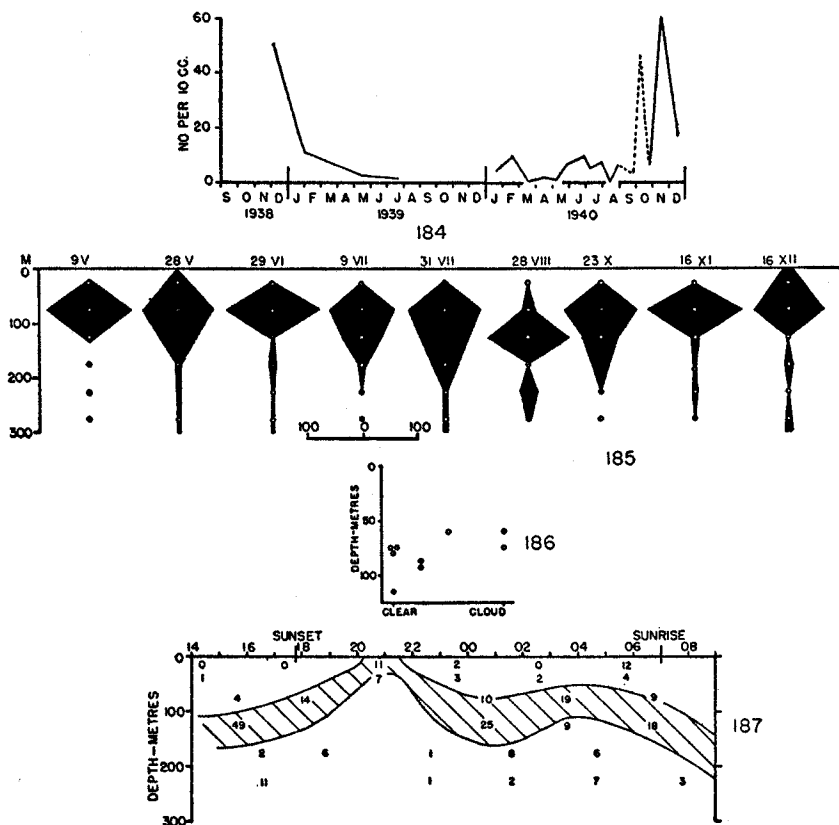 60
40
20
0
NO PER 10 CC.
S O N D J F M A M J J A S O N D J F M A M J J A S O N D
1938 1939 1940
184
M 9 V 28 V 29 VI 9 VII 31 VII 28 VIII 23 X 16 XI 16 XII
0
100
200
300
100 0 100
185
0
50
100
DEPTH-METRES
CLEAR CLOUD
186
SUNSET SUNRISE
14 16 18 20 22 00 02 04 06 08
0 0 0 11 2 0 12
1 7 3 2 4
4 14 10 19 9
100 49 25 9 18
187
2 6 1 8 6
200
11 1 2 7 3
300
DEPTH-METRES